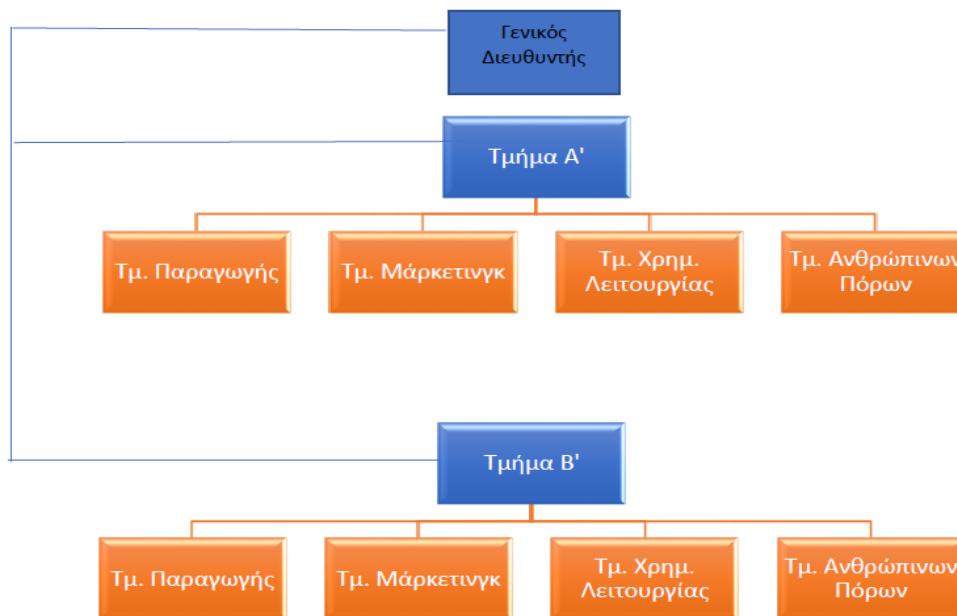 Γενικός
Διευθυντής
Τμήμα Α'
Τμ. Παραγωγής
Τμ. Μάρκετινγκ
Τμ. Χρημ.
Λειτουργίας
Τμ. Ανθρώπινων
Πόρων
Τμήμα Β'
Τμ. Παραγωγής
Τμ. Μάρκετινγκ
Τμ. Χρημ.
Λειτουργίας
Τμ. Ανθρώπινων
Πόρων